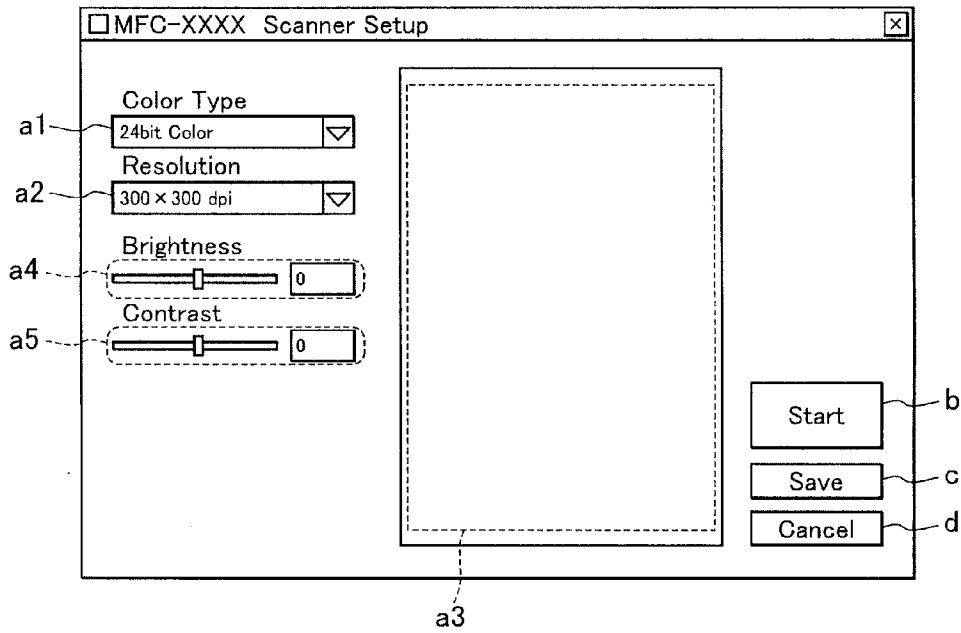 MFC-XXXX Scanner Setup
Color Type
a1
24bit Color
Resolution
a2
300×300 dpi
Brightness
a4
0
Contrast
a5
0
Start
b
Save
c
Cancel
d
a3